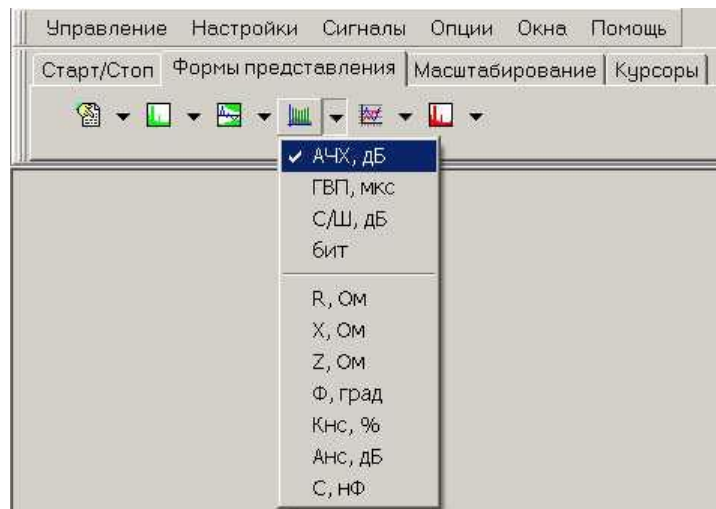 Управление Настройки Сигналы Опции Окна Помощь
Старт/Стоп Формы представления Масштабирование Курсоры
АЧХ, дБ
ГВП, мкс
С/Ш, дБ
бит
R, Ом
X, Ом
Z, Ом
Ф, град
Кнс, %
Анс, дБ
С, нФ